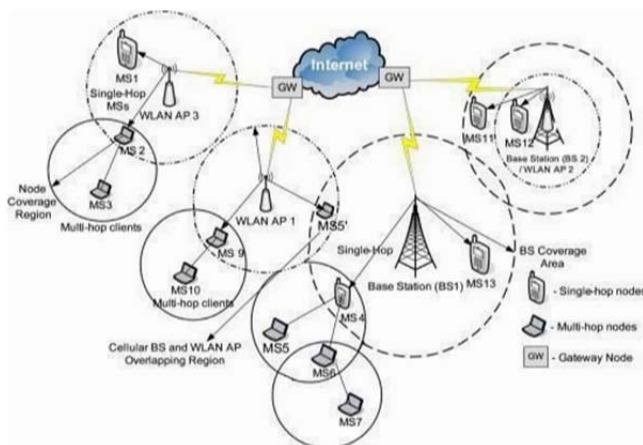 Internet
GW
GW
MS1
Single-Hop
MSs
WLAN AP 3
MS 2
MS3
Multi-hop clients
Node
Coverage
Region
MS11
MS12
Base Station (BS 2)
/ WLAN AP 2
WLAN AP 1
MS5'
MS 9
MS10
Multi-hop clients
Single-Hop
Base Station (BS1)
MS13
BS Coverage
Area
MS 4
MS5
MS6
MS7
Cellular BS and WLAN AP
Overlapping Region
- Single-hop nodes
- Multi-hop nodes
GW - Gateway Node